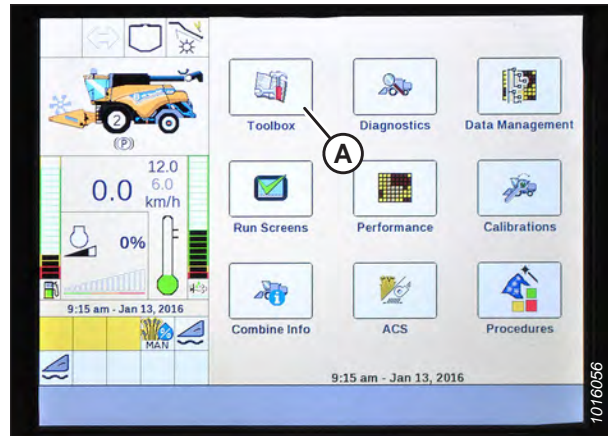 Toolbox
Diagnostics
Data Management
A
2
(P)
12.0
0.0
6.0
km/h
Run Screens
Performance
Calibrations
0%
9:15 am - Jan 13, 2016
MAN
%
Combine Info
ACS
Procedures
9:15 am - Jan 13, 2016
1016056